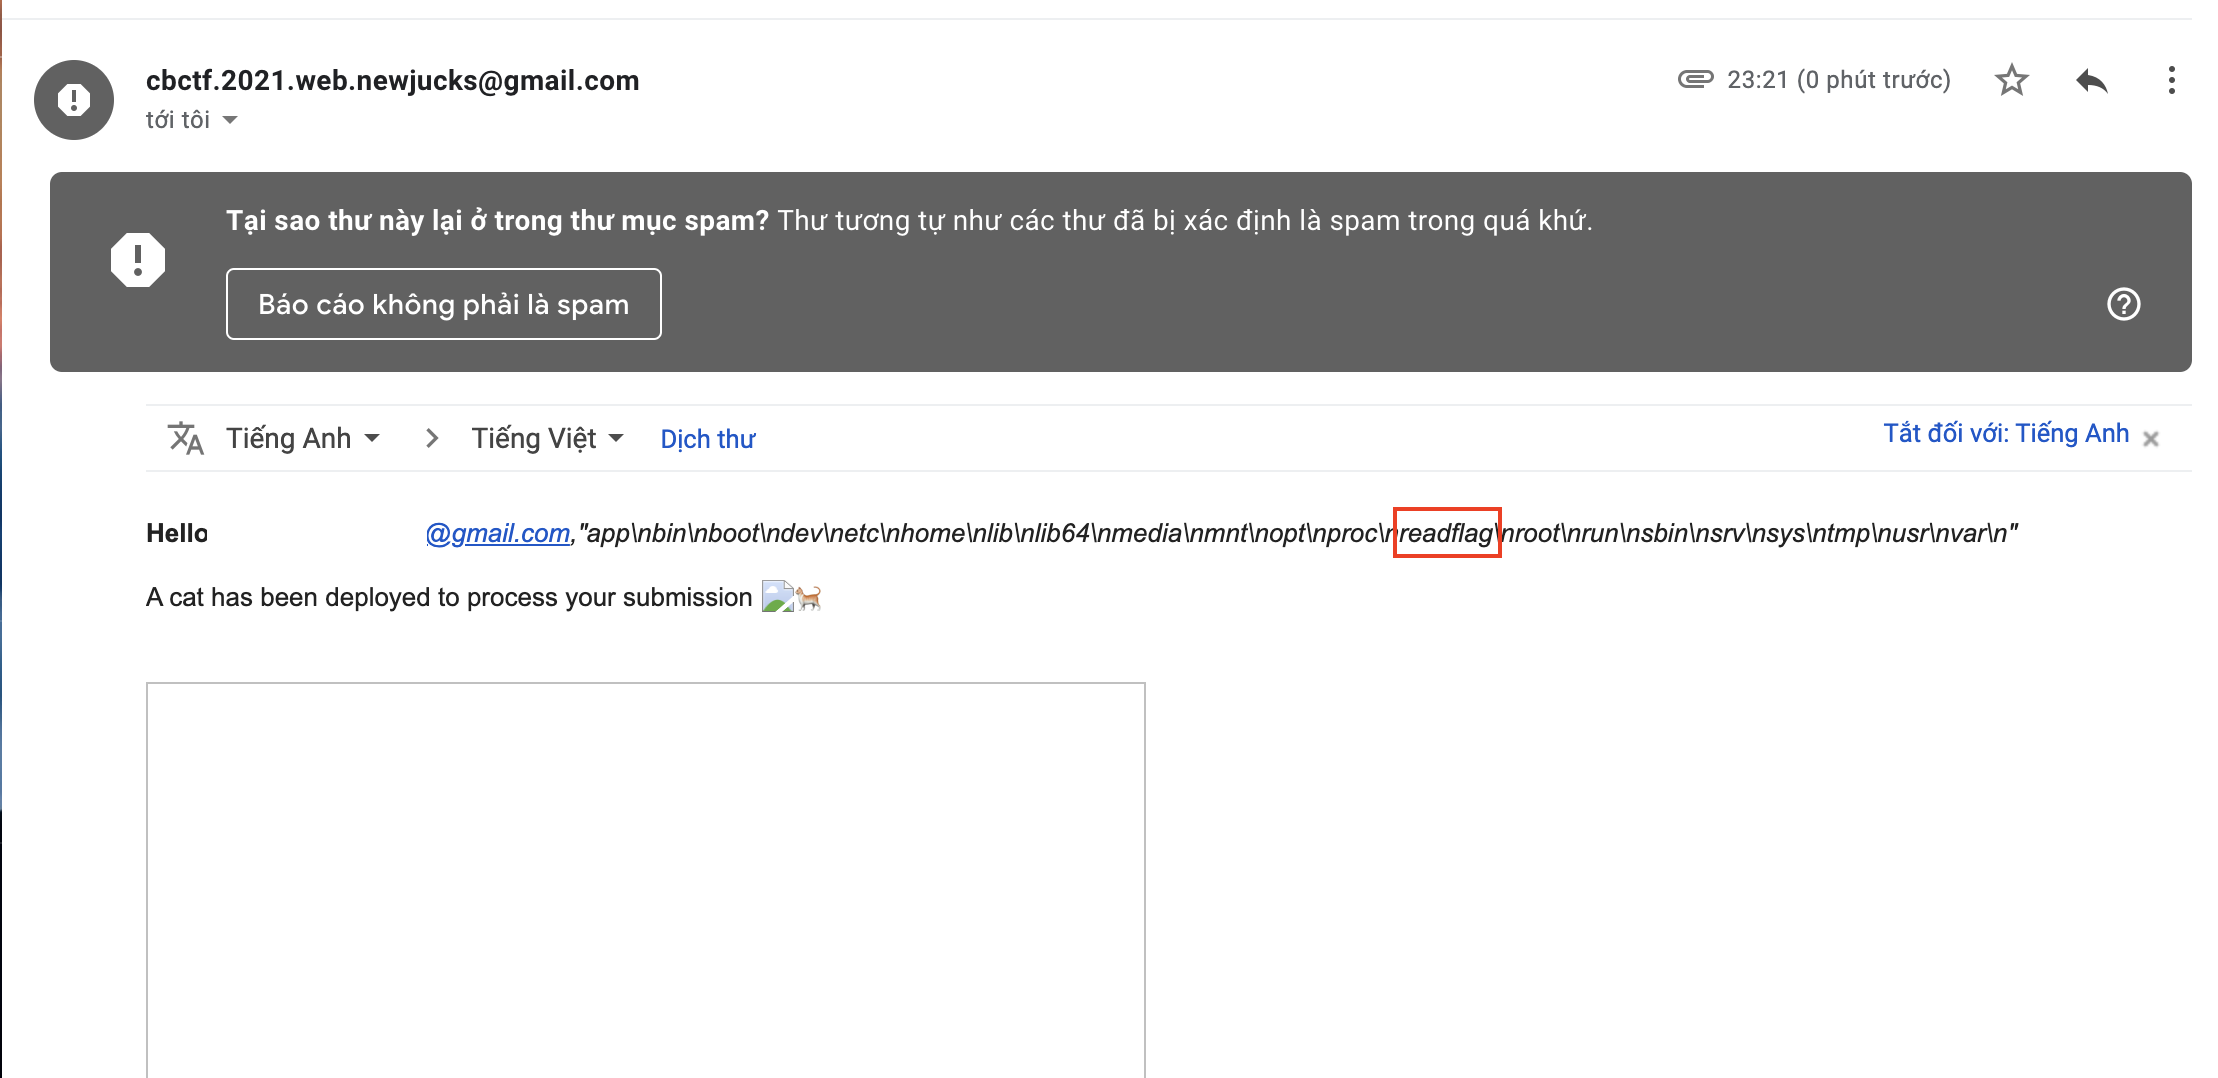 cbctf.2021.web.newjucks@gmail.com
23:21 (0 phút trước)
tới tôi
Tại sao thư này lại ở trong thư mục spam? Thư tương tự như các thư đã bị xác định là spam trong quá khứ.
Báo cáo không phải là spam
Tiếng Anh > Tiếng Việt Dịch thư
Tắt đối với: Tiếng Anh
Hello @gmail.com,"app\nbin\nboot\ndev\netc\nhome\nlib\nlib64\nmedia\nmnt\nopt\nproc\nreadflag\nroot\nrun\nsbin\nsrv\nsys\ntmp\nusr\nvar\n"
A cat has been deployed to process your submission